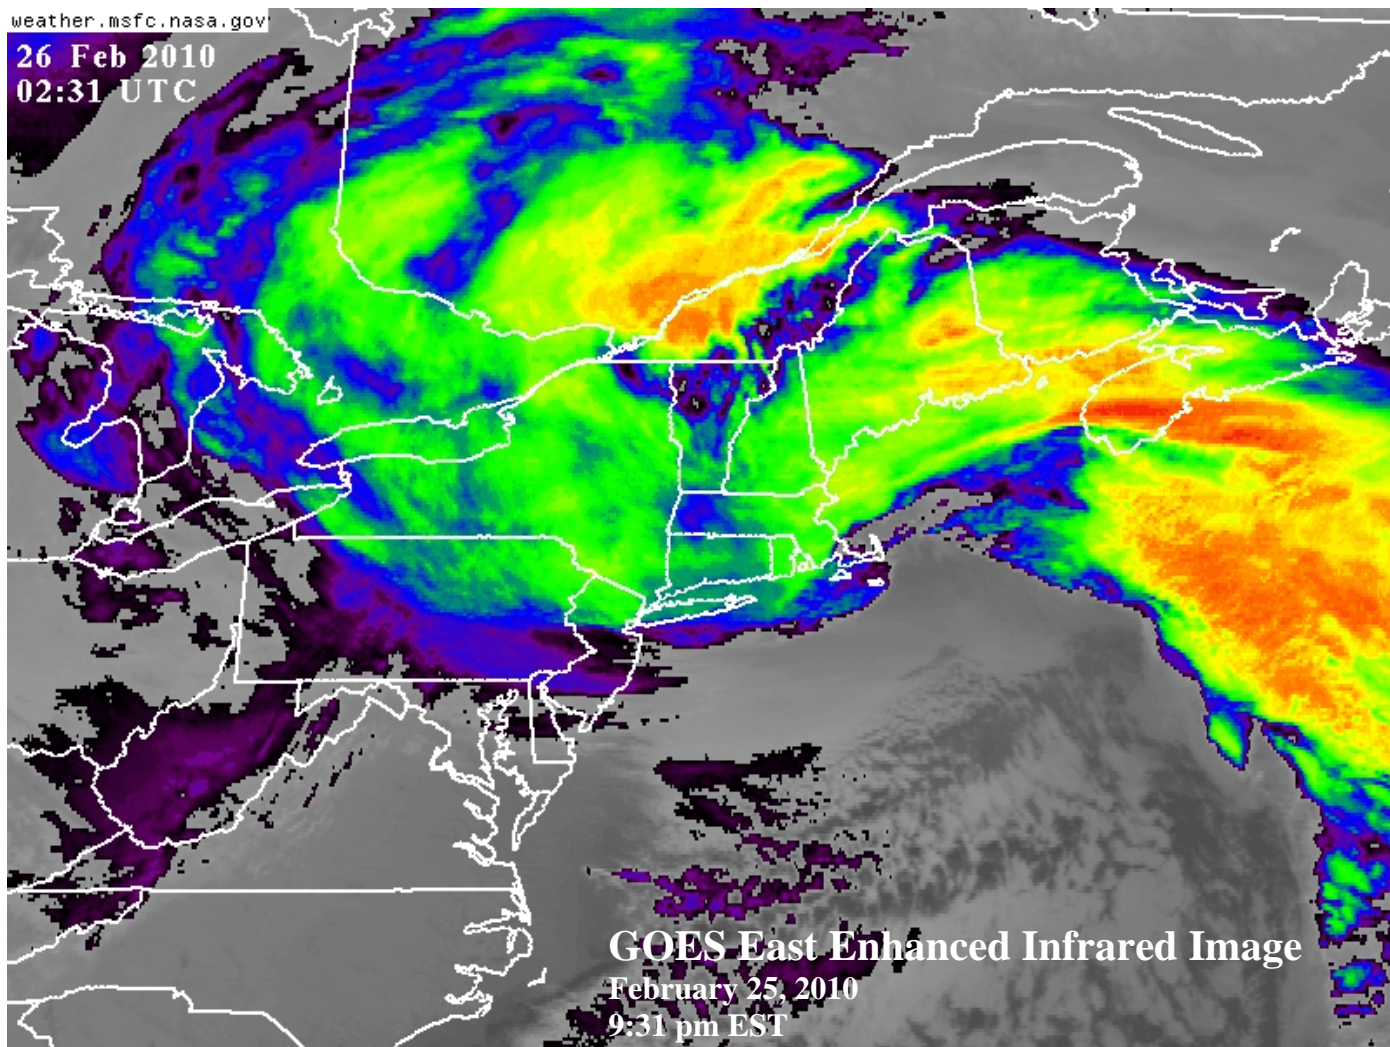 weather.msfc.nasa.gov
26 Feb 2010
02:31 UTC
GOES East Enhanced Infrared Image
February 25, 2010
9:31 pm EST